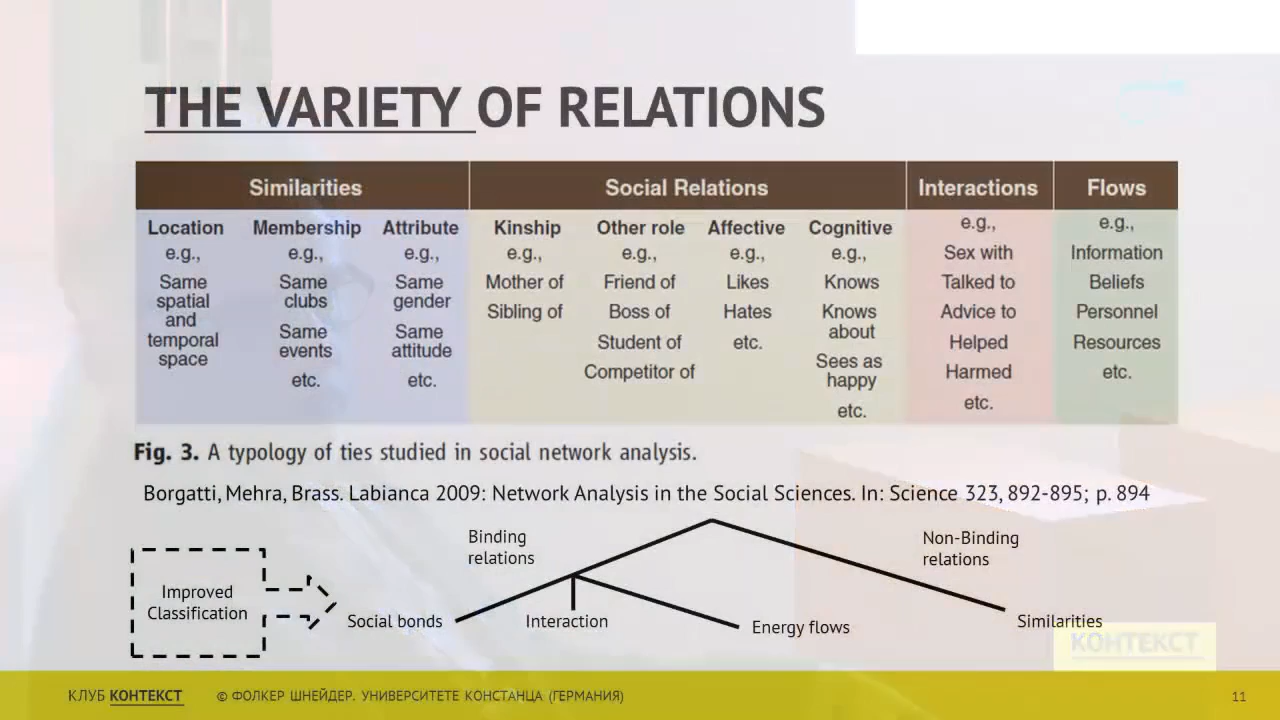 THE VARIETY OF RELATIONS
Similarities Social Relations Interactions Flows
Location Membership Attribute Kinship Other role Affective Cognitive e.g., e.g.,
e.g., e.g., e.g., e.g., e.g., e.g., e.g., Sex with Information
Same Same Same Mother of Friend of Likes Knows Talked to Beliefs
spatial clubs gender Sibling of Boss of Hates Knows Advice to Personnel
and Same Same Student of etc. about Helped Resources
temporal events attitude Competitor of Sees as Harmed etc.
space etc. etc. happy etc.
etc.
Fig. 3. A typology of ties studied in social network analysis.
Borgatti, Mehra, Brass. Labianca 2009: Network Analysis in the Social Sciences. In: Science 323, 892-895; p. 894
Binding
relations
Non-Binding
relations
Improved
Classification
Social bonds
Interaction
Energy flows
Similarities
КОНТЕКСТ
КЛУБ КОНТЕКСТ © ФОЛКЕР ШНЕЙДЕР. УНИВЕРСИТЕТЕ КОНСТАНЦА (ГЕРМАНИЯ) 11